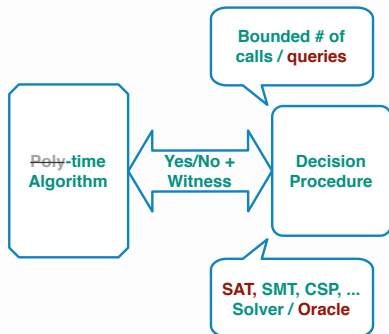 Bounded # of
calls / queries
Poly-time
Algorithm
Yes/No +
Witness
Decision
Procedure
SAT, SMT, CSP, ...
Solver / Oracle